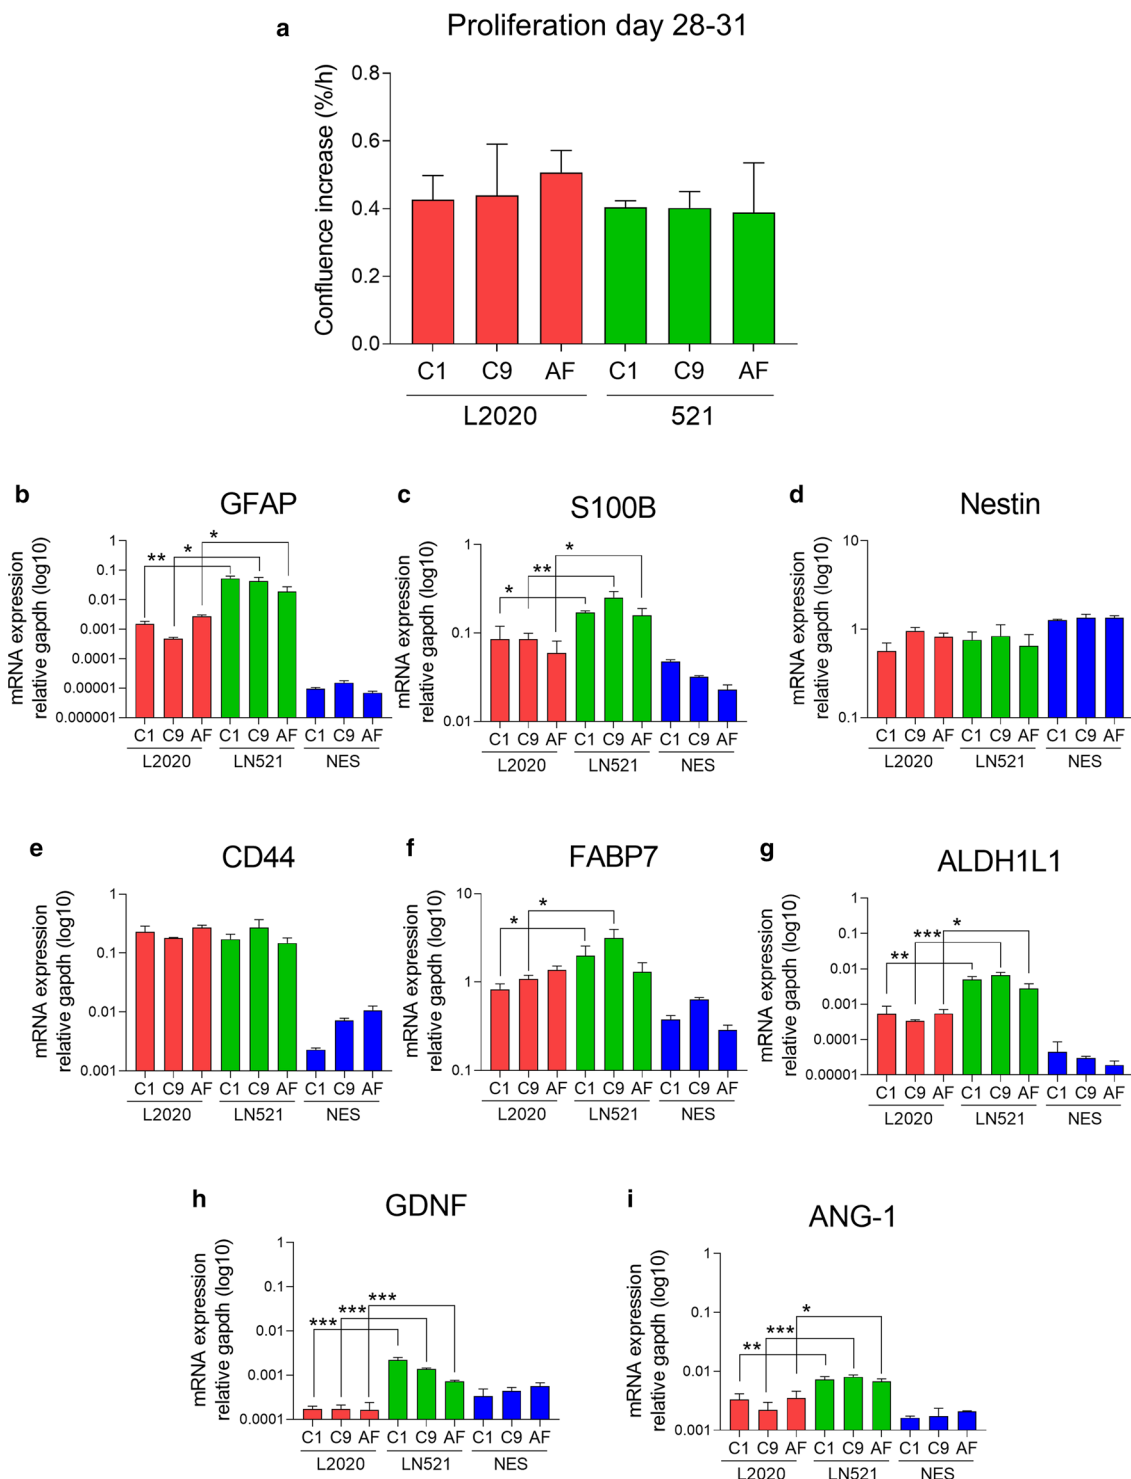 a
Proliferation day 28-31
Confluence increase (%/h)
0.8
0.6
0.4
0.2
0.0
C1 C9 AF C1 C9 AF
L2020 521
b
GFAP
mRNA expression
relative gapdh (log10)
1
0.1
0.01
0.001
0.0001
0.00001
0.000001
** * *
C1 C9 AF C1 C9 AF C1 C9 AF
L2020 LN521 NES
c
S100B
mRNA expression
relative gapdh (log10)
1
0.1
0.01
* ** *
C1 C9 AF C1 C9 AF C1 C9 AF
L2020 LN521 NES
d
Nestin
mRNA expression
relative gapdh (log10)
10
1
0.1
C1 C9 AF C1 C9 AF C1 C9 AF
L2020 LN521 NES
e
CD44
mRNA expression
relative gapdh (log10)
1
0.1
0.01
0.001
C1 C9 AF C1 C9 AF C1 C9 AF
L2020 LN521 NES
f
FABP7
mRNA expression
relative gapdh (log10)
10
1
0.1
* *
C1 C9 AF C1 C9 AF C1 C9 AF
L2020 LN521 NES
g
ALDH1L1
mRNA expression
relative gapdh (log10)
1
0.1
0.01
0.001
0.0001
0.00001
** *** *
C1 C9 AF C1 C9 AF C1 C9 AF
L2020 LN521 NES
h
GDNF
mRNA expression
relative gapdh (log10)
1
0.1
0.01
0.001
0.0001
*** *** ***
C1 C9 AF C1 C9 AF C1 C9 AF
L2020 LN521 NES
i
ANG-1
mRNA expression
relative gapdh (log10)
1
0.1
0.01
0.001
** *** *
C1 C9 AF C1 C9 AF C1 C9 AF
L2020 LN521 NES